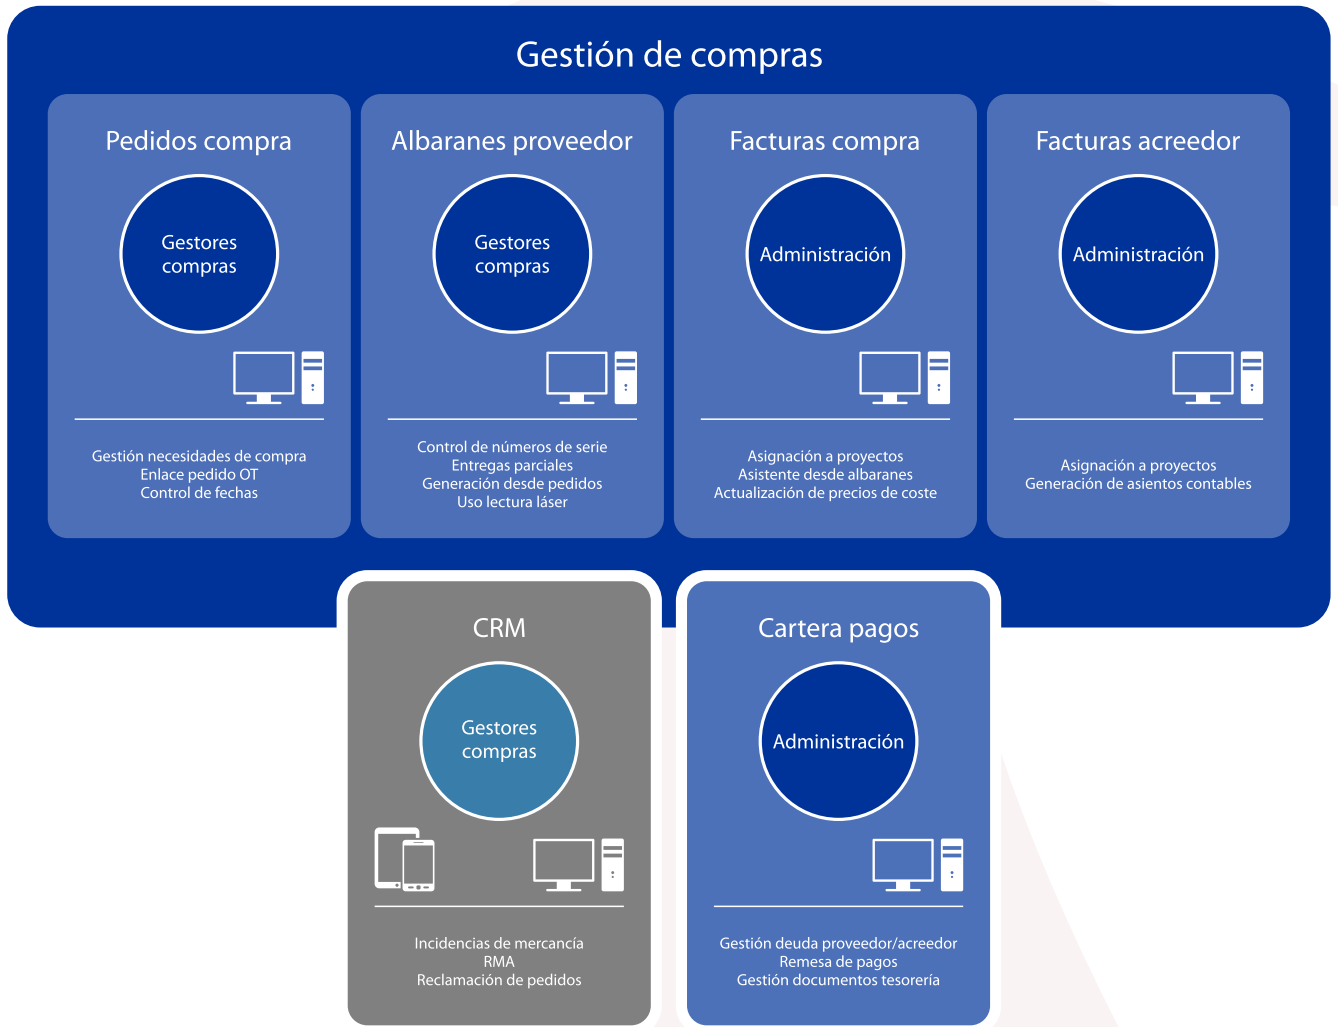 Gestión de compras
Pedidos compra
Gestores
compras
Gestión necesidades de compra
Enlace pedido OT
Control de fechas
Albaranes proveedor
Gestores
compras
Control de números de serie
Entregas parciales
Generación desde pedidos
Uso lectura láser
Facturas compra
Administración
Asignación a proyectos
Asistente desde albaranes
Actualización de precios de coste
Facturas acreedor
Administración
Asignación a proyectos
Generación de asientos contables
CRM
Gestores
compras
Incidencias de mercancía
RMA
Reclamación de pedidos
Cartera pagos
Administración
Gestión deuda proveedor/acreedor
Remesa de pagos
Gestión documentos tesorería